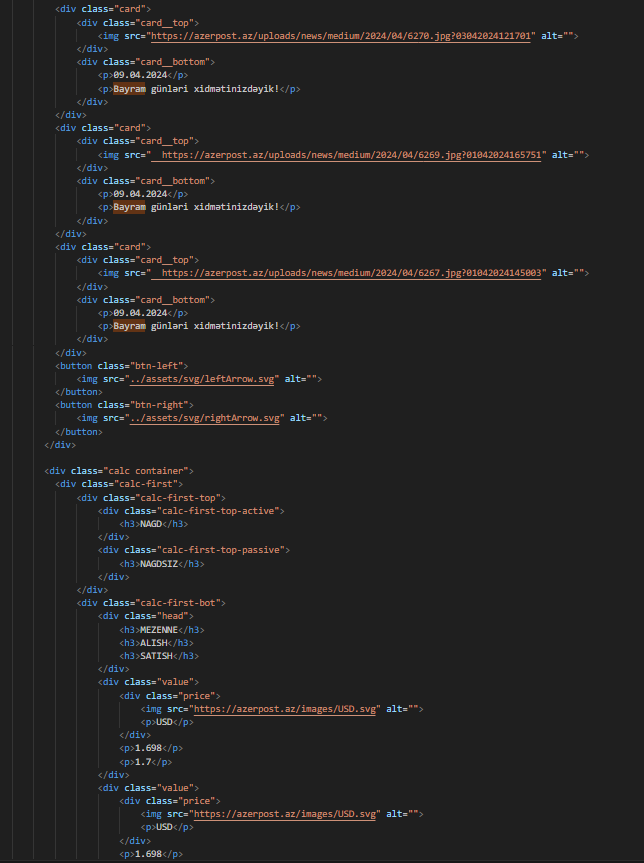 <div class="card">
<div class="card__top">
<img src="https://azerpost.az/uploads/news/medium/2024/04/6270.jpg?03042024121701" alt="">
</div>
<div class="card__bottom">
<p>09.04.2024</p>
<p>Bayram günləri xidmətinizdəyik!</p>
</div>
</div>
<div class="card">
<div class="card__top">
<img src="  https://azerpost.az/uploads/news/medium/2024/04/6269.jpg?01042024165751" alt="">
</div>
<div class="card__bottom">
<p>09.04.2024</p>
<p>Bayram günləri xidmətinizdəyik!</p>
</div>
</div>
<div class="card">
<div class="card__top">
<img src="  https://azerpost.az/uploads/news/medium/2024/04/6267.jpg?01042024145003" alt="">
</div>
<div class="card__bottom">
<p>09.04.2024</p>
<p>Bayram günləri xidmətinizdəyik!</p>
</div>
</div>
<button class="btn-left">
<img src="../assets/svg/leftArrow.svg" alt="">
</button>
<button class="btn-right">
<img src="../assets/svg/rightArrow.svg" alt="">
</button>
</div>
<div class="calc container">
<div class="calc-first">
<div class="calc-first-top">
<div class="calc-first-top-active">
<h3>NAGD</h3>
</div>
<div class="calc-first-top-passive">
<h3>NAGDSIZ</h3>
</div>
</div>
<div class="calc-first-bot">
<div class="head">
<h3>MEZENNE</h3>
<h3>ALISH</h3>
<h3>SATISH</h3>
</div>
<div class="value">
<div class="price">
<img src="https://azerpost.az/images/USD.svg" alt="">
<p>USD</p>
</div>
<p>1.698</p>
<p>1.7</p>
</div>
<div class="value">
<div class="price">
<img src="https://azerpost.az/images/USD.svg" alt="">
<p>USD</p>
</div>
<p>1.698</p>